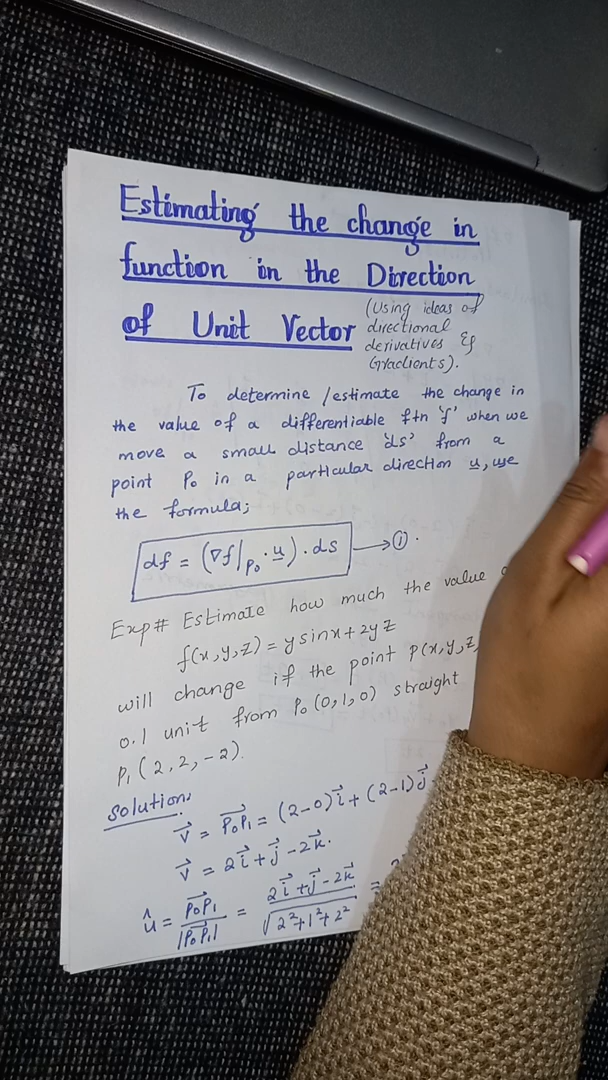 Estimating the change in
function in the Direction
of Unit Vector (Using ideas of
directional
derivatives &
Gradients).
To determine /estimate the change in
the value of a differentiable ftn 'f' when we
move a small distance 'ds' from a
point P₀ in a particular direction u, use
the formula;
df = (∇f|P₀ · u) · ds → ①.
Exp# Estimate how much the value
f(x,y,z) = y sinx + 2yz
will change if the point P(x,y,z)
0.1 unit from P₀(0,1,0) straight
P₁(2,2,-2).
Solution:
v⃗ = P₀P₁⃗ = (2-0)i⃗ + (2-1)j⃗
v⃗ = 2i⃗ + j⃗ - 2k⃗.
û = P₀P₁⃗ / |P₀P₁⃗| = 2i⃗ + j⃗ - 2k⃗ / √2²+1²+2² =